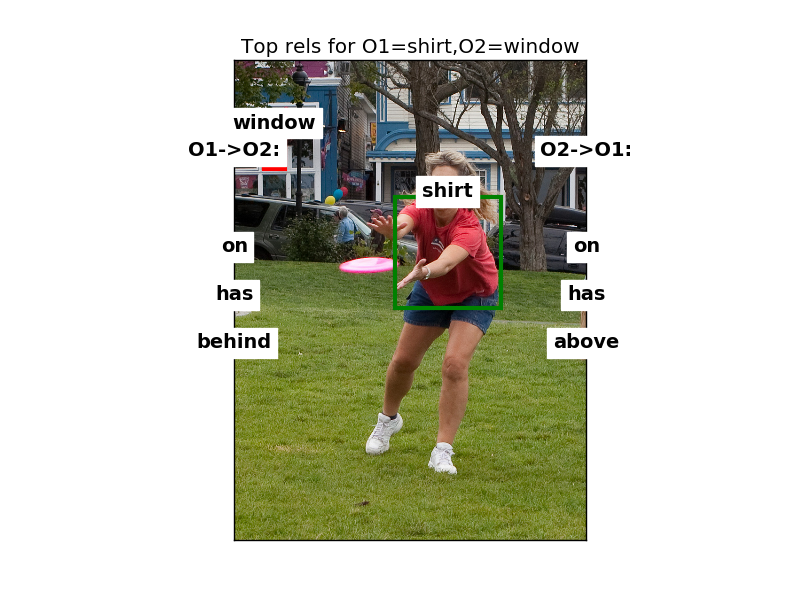 Top rels for O1=shirt,O2=window
window
O1->O2:
O2->O1:
shirt
on
on
has
has
behind
above